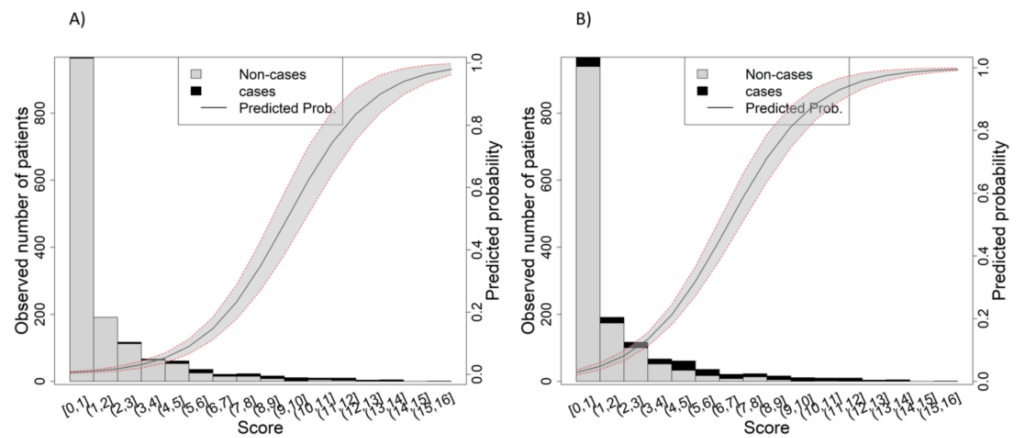 A)
B)
Non-cases
cases
Predicted Prob.
Non-cases
cases
Predicted Prob.
Observed number of patients
0 200 400 600 800
0.0 0.2 0.4 0.6 0.8 1.0
Predicted probability
Observed number of patients
0 200 400 600 800
0.0 0.2 0.4 0.6 0.8 1.0
Predicted probability
[0,1] (1,2] (2,3] (3,4] (4,5] (5,6] (6,7] (7,8] (8,9] (9,10] (10,11] (11,12] (12,13] (13,14] (14,15] (15,16]
Score
[0,1] (1,2] (2,3] (3,4] (4,5] (5,6] (6,7] (7,8] (8,9] (9,10] (10,11] (11,12] (12,13] (13,14] (14,15] (15,16]
Score